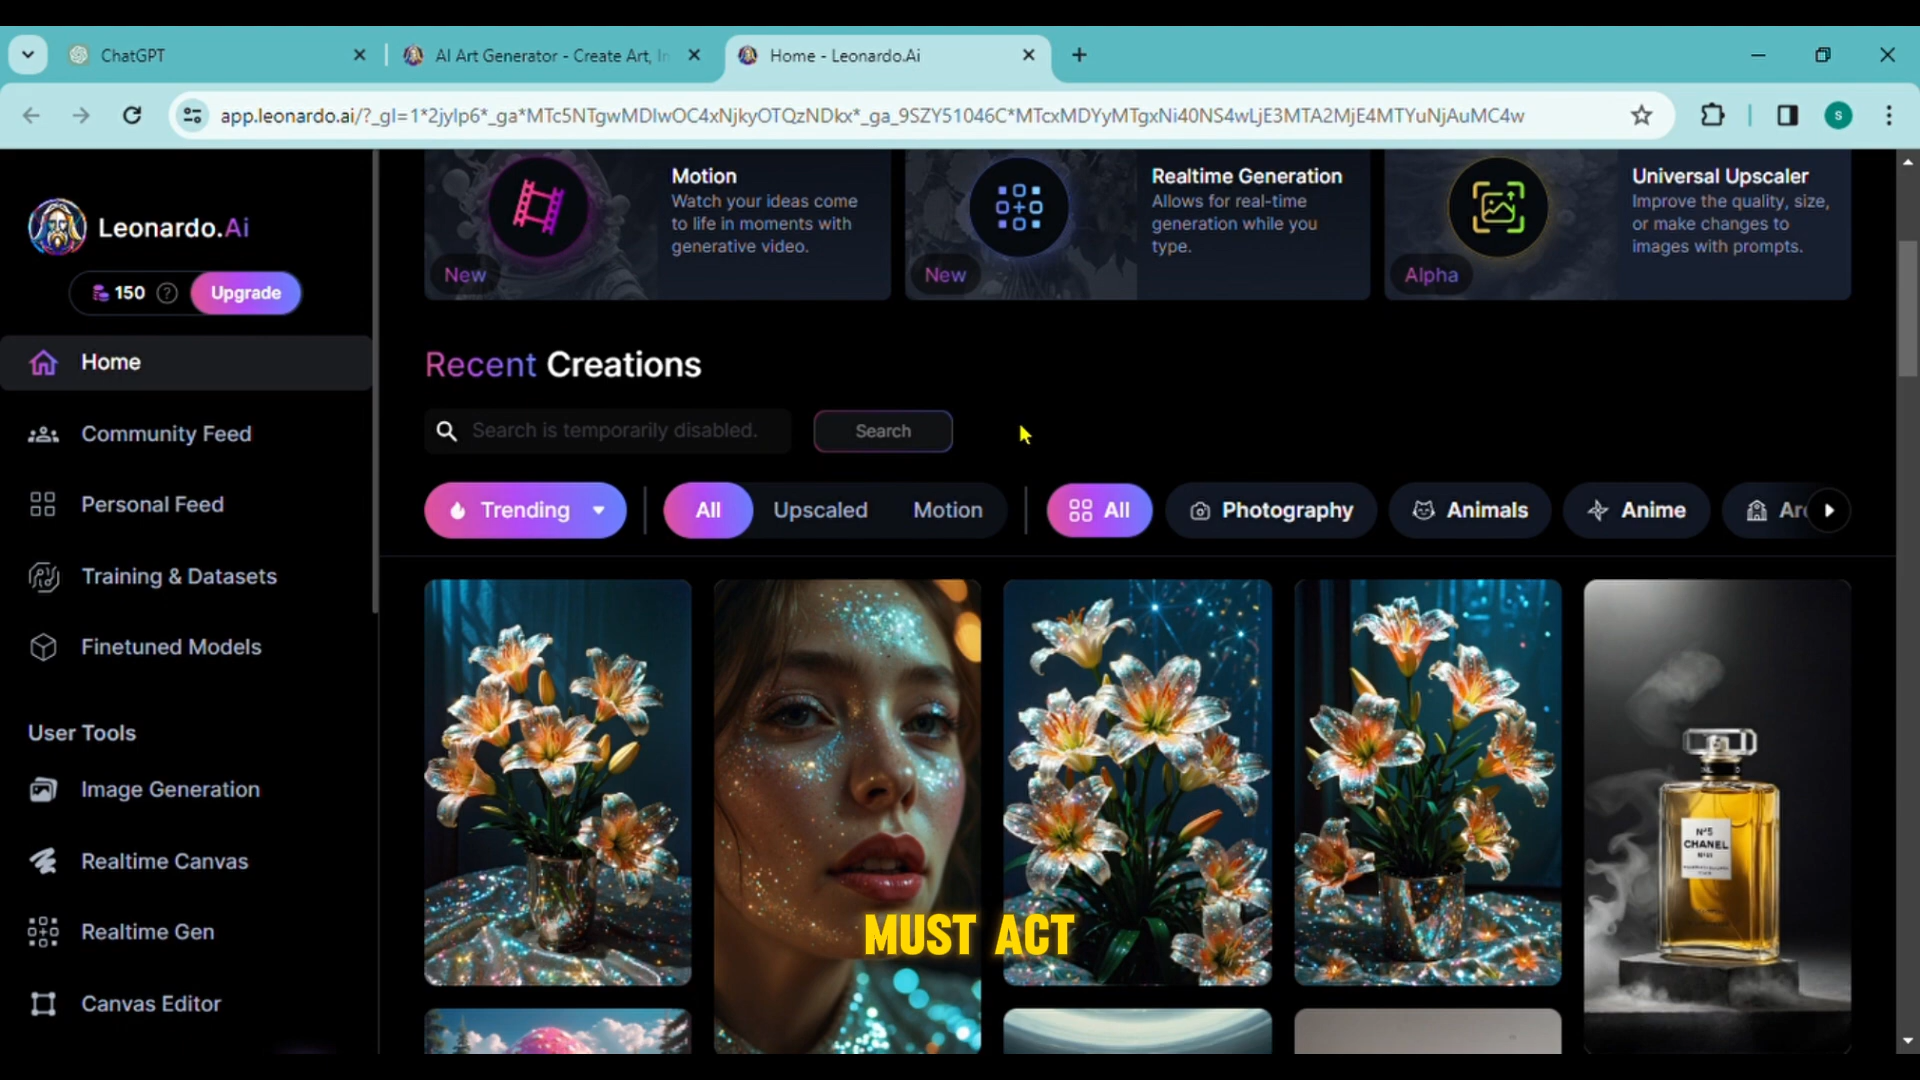 ChatGPT
AI Art Generator - Create Art, In
Home - Leonardo.Ai
app.leonardo.ai/?_gl=1*2jylp6*_ga*MTc5NTgwMDIwOC4xNjkyOTQzNDkx*_ga_9SZY51046C*MTcxMDYyMTgxNi40NS4wLjE3MTA2MjE4MTYuNjAuMC4w
S
Leonardo.Ai
150
Upgrade
Home
Community Feed
Personal Feed
Training & Datasets
Finetuned Models
User Tools
Image Generation
Realtime Canvas
Realtime Gen
Canvas Editor
Motion
Watch your ideas come
to life in moments with
generative video.
New
Realtime Generation
Allows for real-time
generation while you
type.
New
Universal Upscaler
Improve the quality, size,
or make changes to
images with prompts.
Alpha
Recent Creations
Search is temporarily disabled.
Search
Trending
All
Upscaled
Motion
All
Photography
Animals
Anime
N°5
CHANEL
MUST ACT